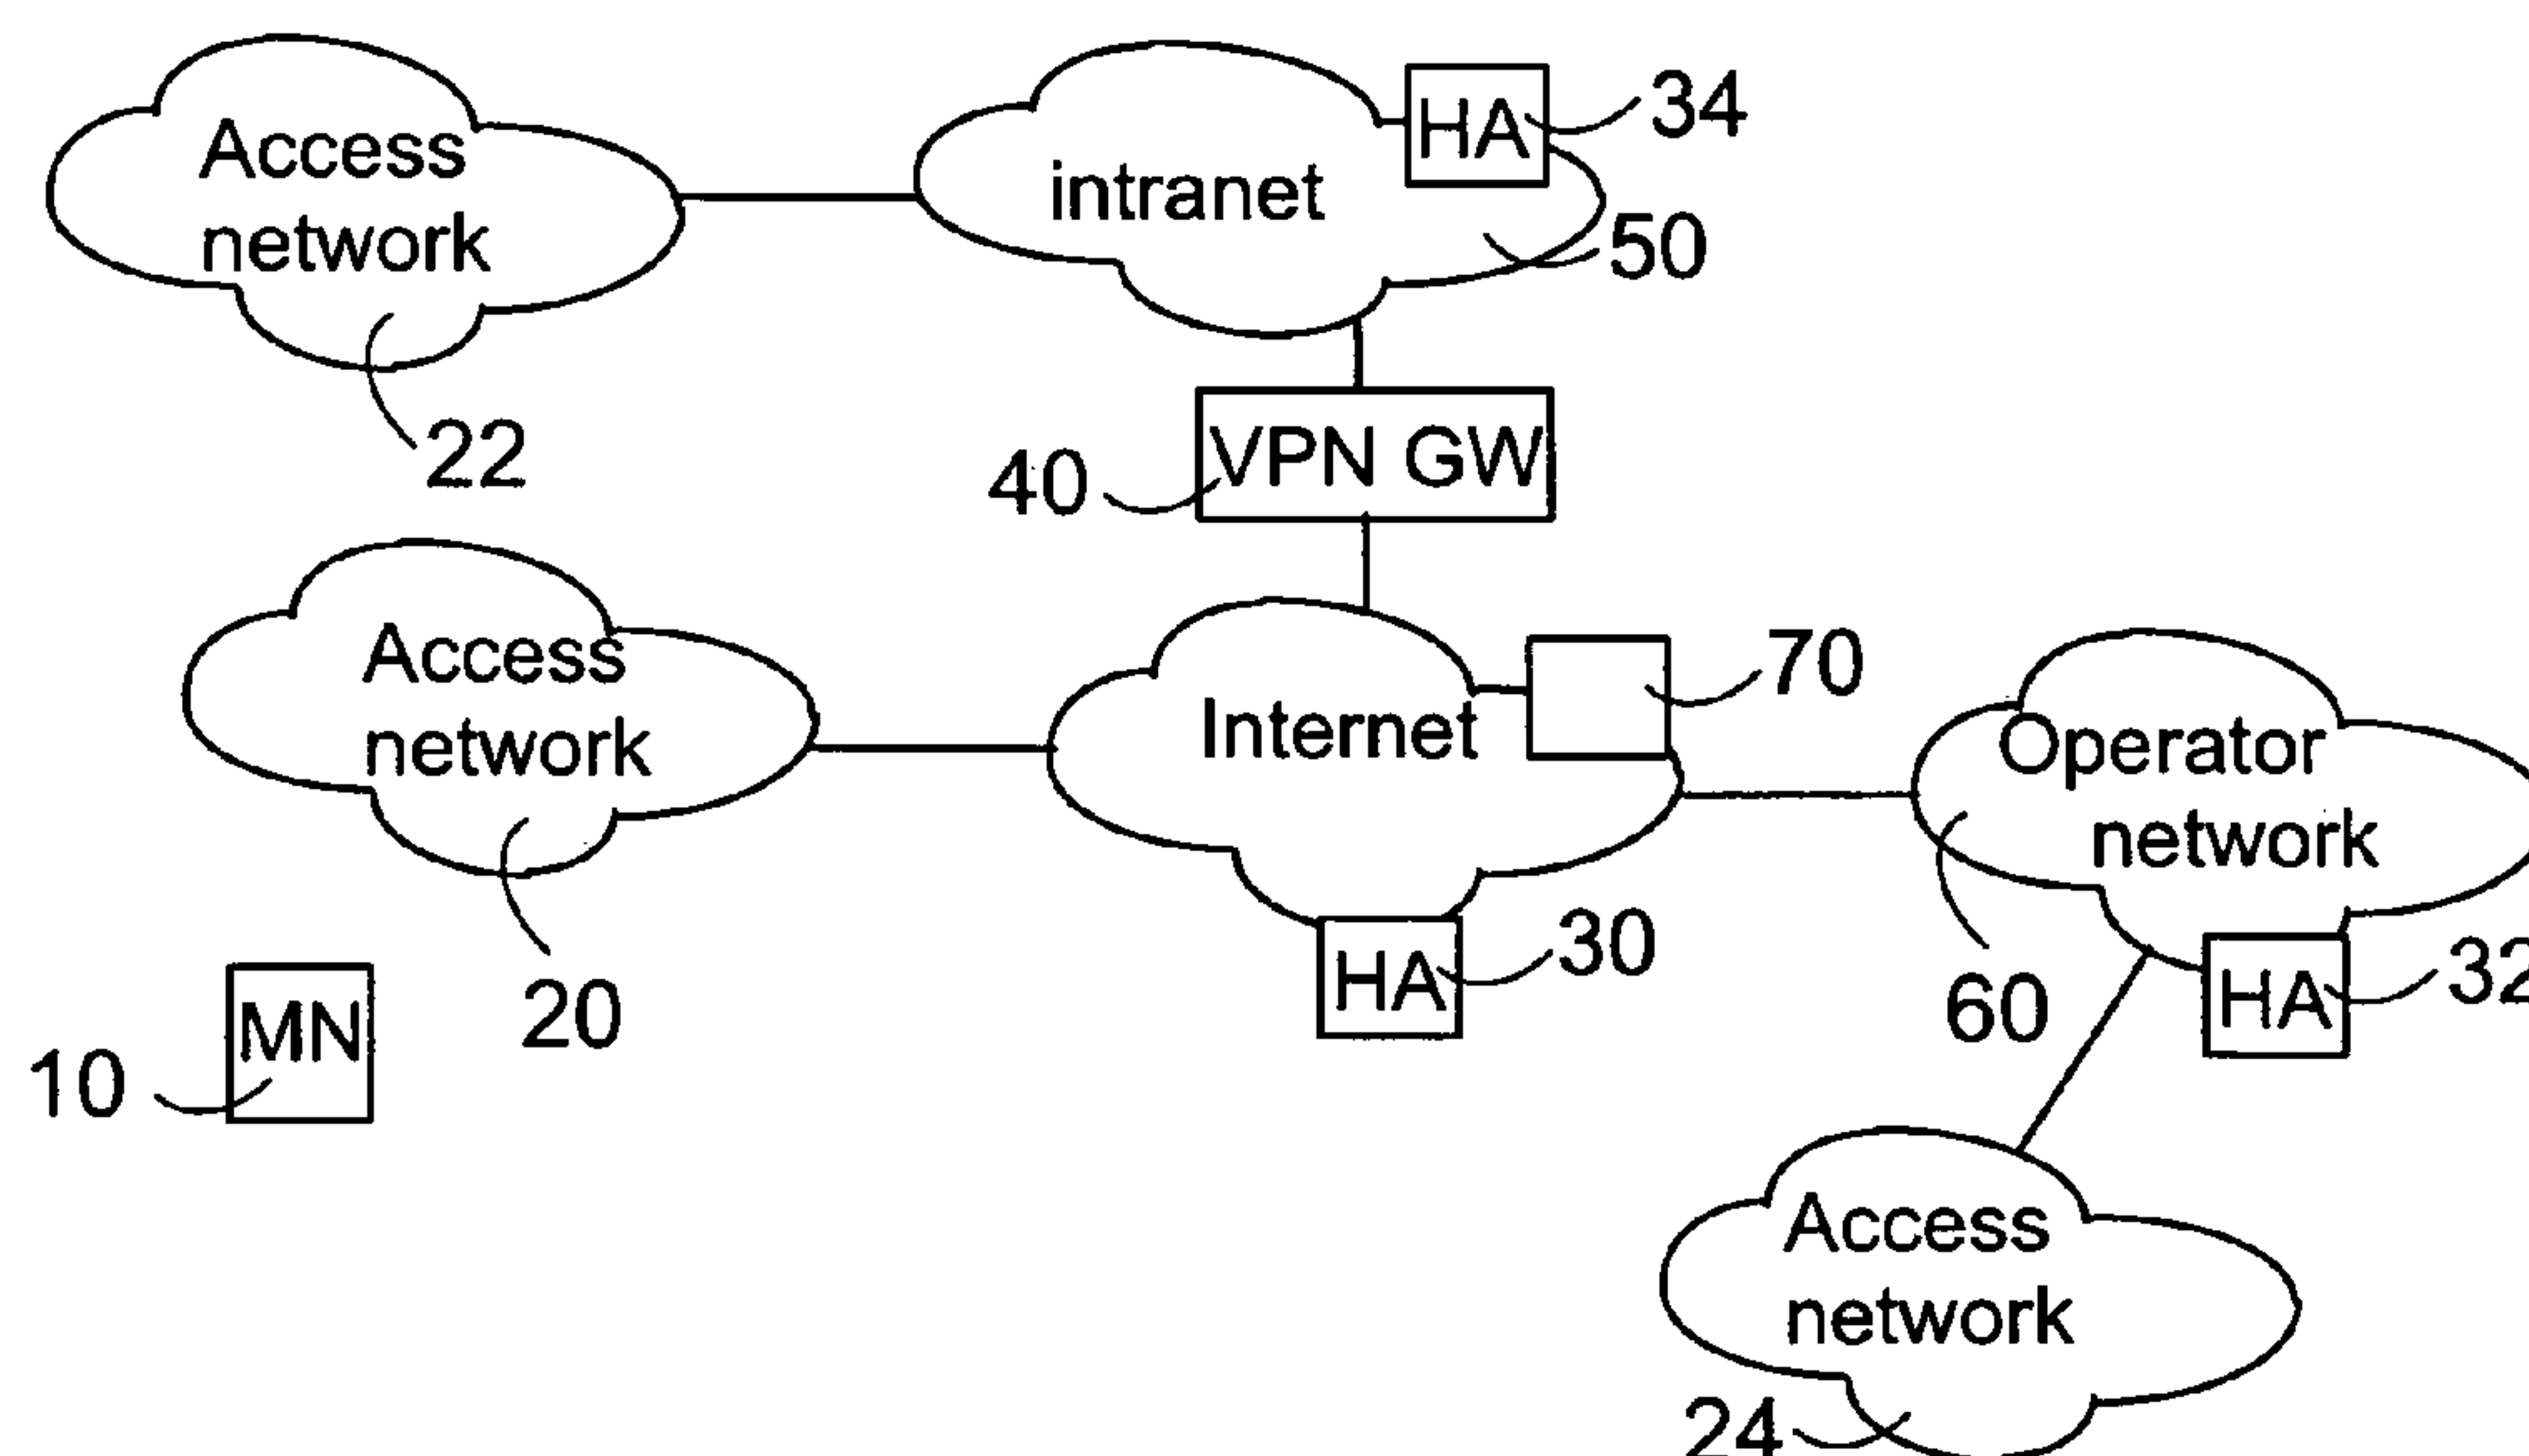 Access
network
22
intranet
HA
34
50
VPN GW
40
Access
network
20
Internet
70
HA
30
Operator
network
60
HA
32
MN
10
Access
network
24